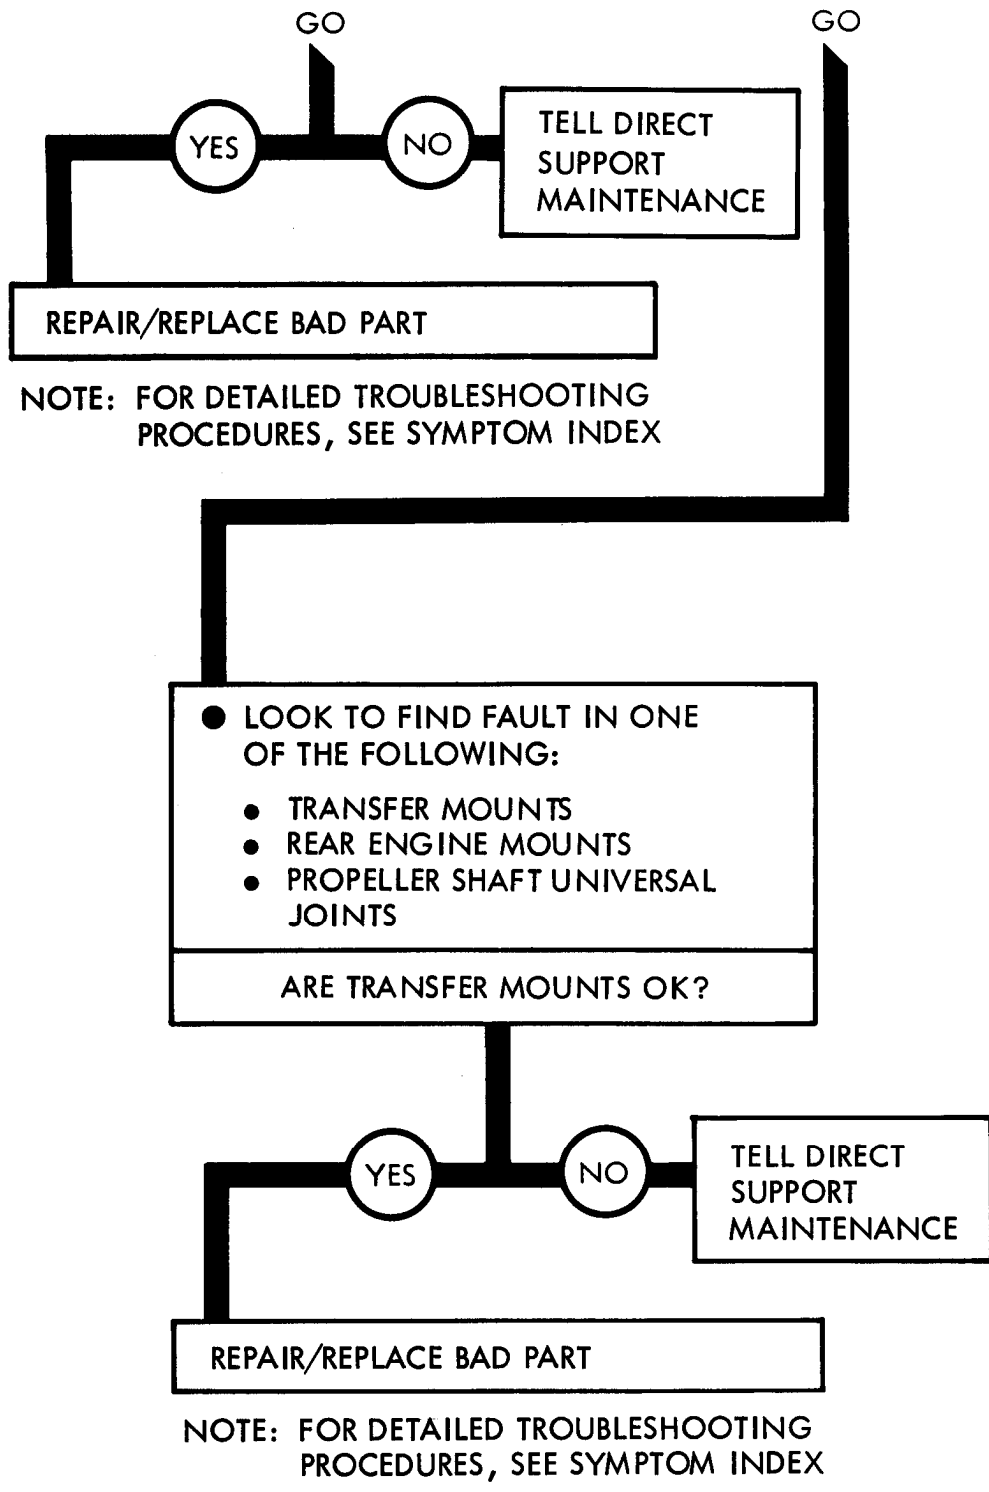 GO
GO
YES
NO
TELL DIRECT
SUPPORT
MAINTENANCE
REPAIR/REPLACE BAD PART
NOTE: FOR DETAILED TROUBLESHOOTING
PROCEDURES, SEE SYMPTOM INDEX
● LOOK TO FIND FAULT IN ONE
OF THE FOLLOWING:
● TRANSFER MOUNTS
● REAR ENGINE MOUNTS
● PROPELLER SHAFT UNIVERSAL
JOINTS
ARE TRANSFER MOUNTS OK?
YES
NO
TELL DIRECT
SUPPORT
MAINTENANCE
REPAIR/REPLACE BAD PART
NOTE: FOR DETAILED TROUBLESHOOTING
PROCEDURES, SEE SYMPTOM INDEX